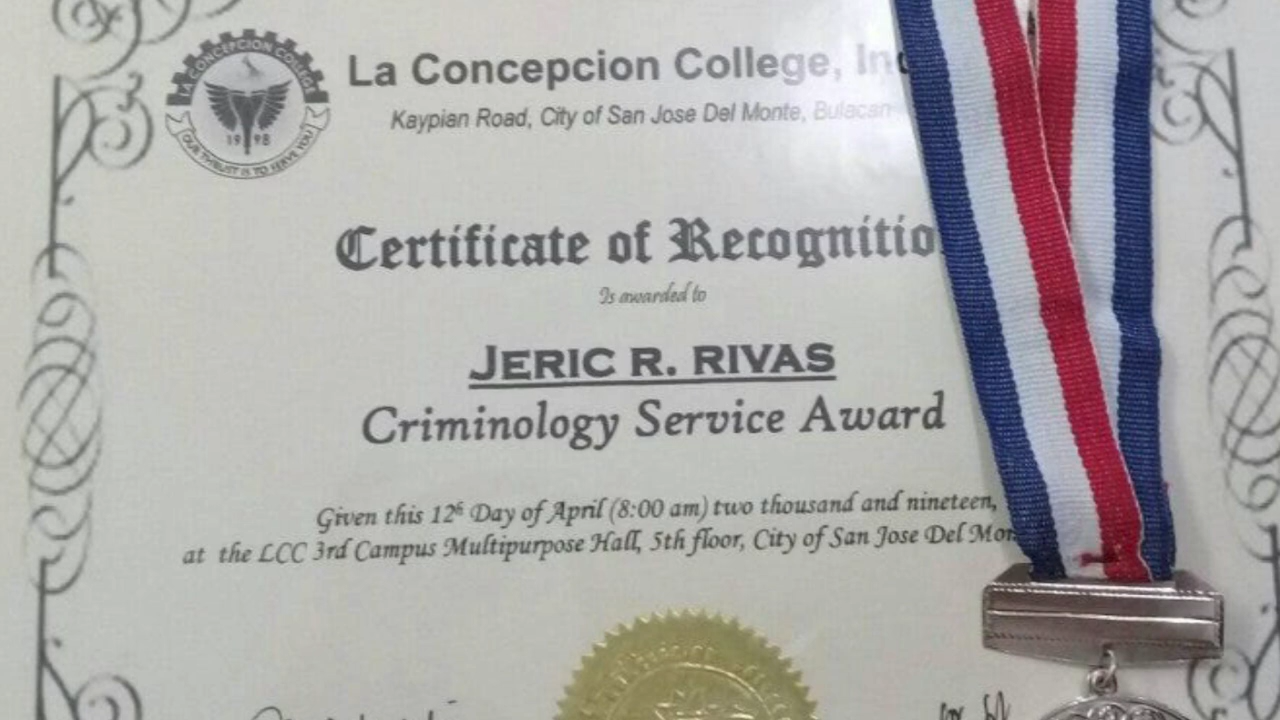 LA CONCEPCION COLLEGE
1998
OUR THRUST IS TO SERVE YOU
La Concepcion College, Inc
Kaypian Road, City of San Jose Del Monte, Bulacan
Certificate of Recognitio
Is awarded to
JERIC R. RIVAS
Criminology Service Award
Given this 12th Day of April (8:00 am) two thousand and nineteen,
at the LCC 3rd Campus Multipurpose Hall, 5th floor, City of San Jose Del Mon